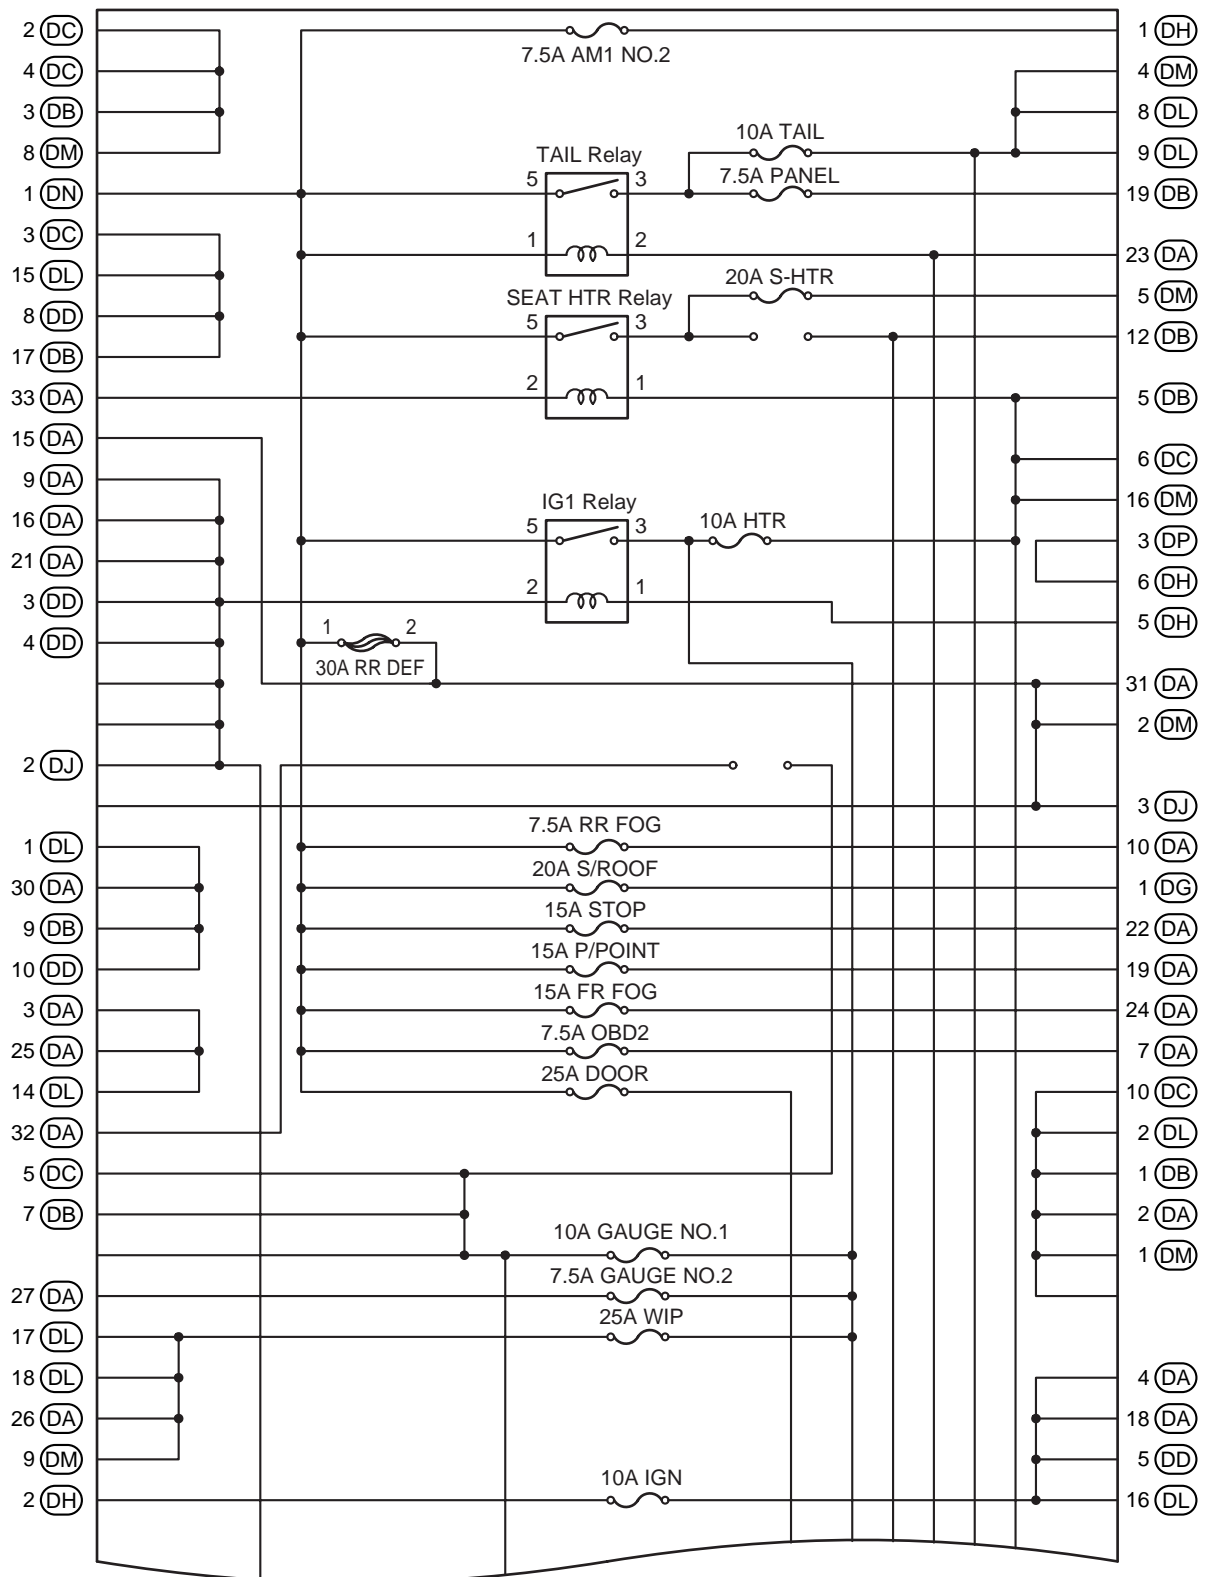 2 DC
7.5A AM1 NO.2
1 DH
4 DC
4 DM
3 DB
8 DL
10A TAIL
8 DM
TAIL Relay
9 DL
7.5A PANEL
1 DN
5 3
19 DB
3 DC
1 2
23 DA
15 DL
20A S-HTR
5 DM
SEAT HTR Relay
8 DD
5 3
12 DB
17 DB
33 DA
2 1
5 DB
15 DA
6 DC
9 DA
16 DM
IG1 Relay
16 DA
5 3
10A HTR
3 DP
21 DA
6 DH
3 DD
2 1
5 DH
4 DD
1 2
30A RR DEF
31 DA
2 DM
2 DJ
3 DJ
7.5A RR FOG
1 DL
10 DA
20A S/ROOF
30 DA
1 DG
15A STOP
9 DB
22 DA
15A P/POINT
10 DD
19 DA
15A FR FOG
3 DA
24 DA
7.5A OBD2
25 DA
7 DA
25A DOOR
14 DL
10 DC
32 DA
2 DL
5 DC
1 DB
7 DB
2 DA
10A GAUGE NO.1
1 DM
7.5A GAUGE NO.2
27 DA
25A WIP
17 DL
18 DL
4 DA
26 DA
18 DA
9 DM
5 DD
10A IGN
2 DH
16 DL